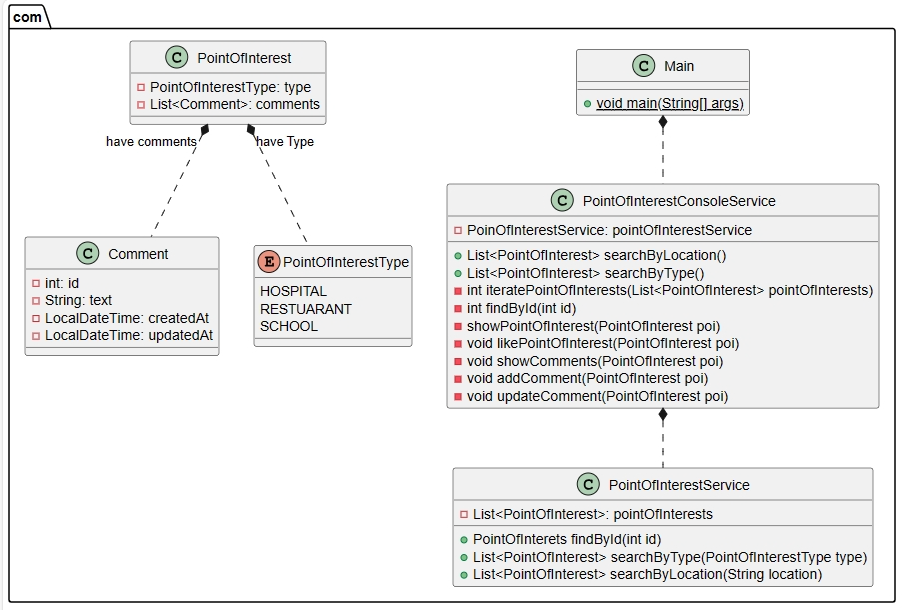 com
C PointOfInterest
PointOfInterestType: type
List<Comment>: comments
have comments
have Type
C Comment
int: id
String: text
LocalDateTime: createdAt
LocalDateTime: updatedAt
E PointOfInterestType
HOSPITAL
RESTUARANT
SCHOOL
C Main
void main(String[] args)
C PointOfInterestConsoleService
PoinOfInterestService: pointOfInterestService
List<PointOfInterest> searchByLocation()
List<PointOfInterest> searchByType()
int iteratePointOfInterests(List<PointOfInterest> pointOfInterests)
int findById(int id)
showPointOfInterest(PointOfInterest poi)
void likePointOfInterest(PointOfInterest poi)
void showComments(PointOfInterest poi)
void addComment(PointOfInterest poi)
void updateComment(PointOfInterest poi)
C PointOfInterestService
List<PointOfInterest>: pointOfInterests
PointOfInterets findById(int id)
List<PointOfInterest> searchByType(PointOfInterestType type)
List<PointOfInterest> searchByLocation(String location)